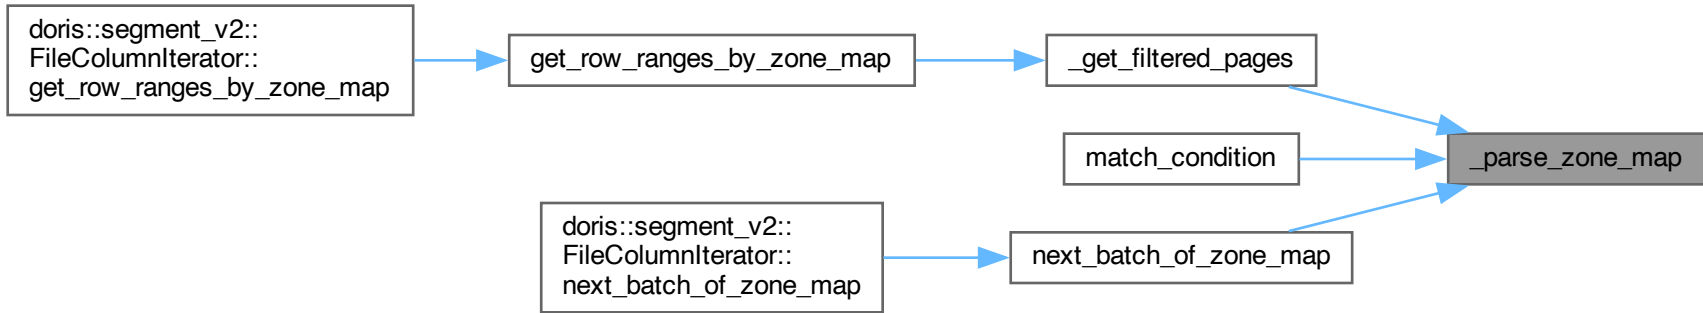 doris::segment_v2::
FileColumnIterator::
get_row_ranges_by_zone_map
get_row_ranges_by_zone_map
_get_filtered_pages
match_condition
_parse_zone_map
doris::segment_v2::
FileColumnIterator::
next_batch_of_zone_map
next_batch_of_zone_map